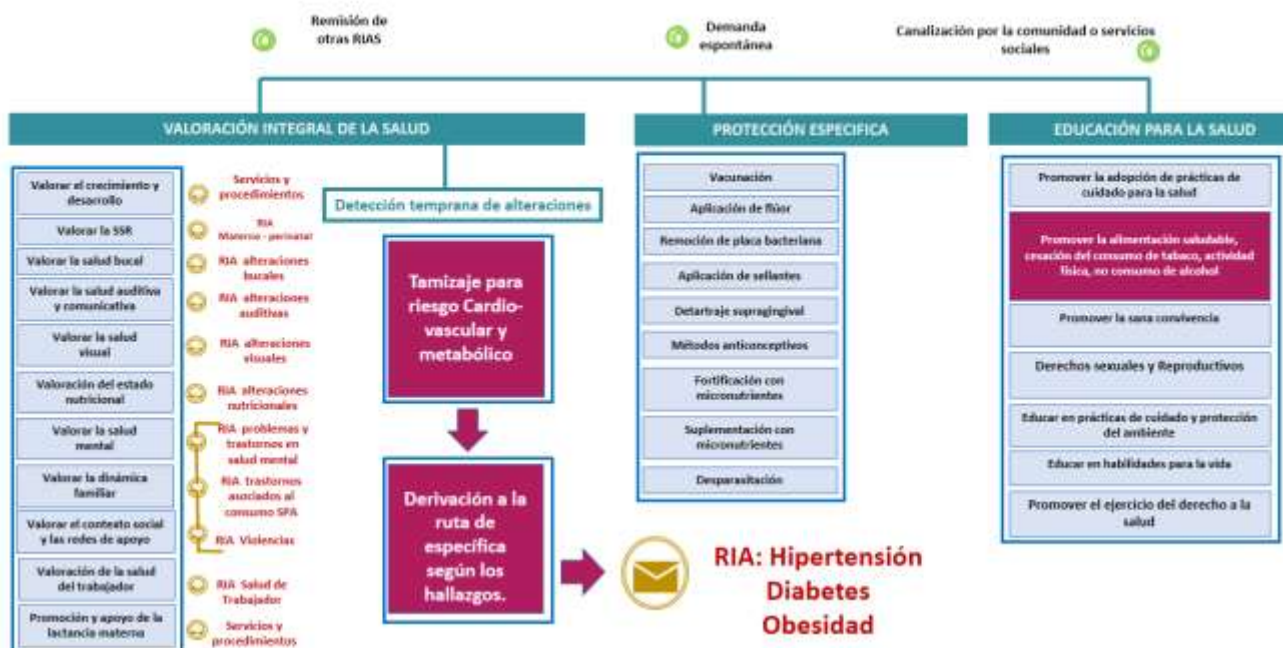 Remisión de
otras RIAS
Demanda
espontánea
Canalización por la comunidad o servicios
sociales
VALORACIÓN INTEGRAL DE LA SALUD
PROTECCIÓN ESPECIFICA
EDUCACIÓN PARA LA SALUD
Valorar el crecimiento y
desarrollo
Valorar la SSR
Valorar la salud bucal
Valorar la salud auditiva
y comunicativa
Valorar la salud
visual
Valoración del estado
nutricional
Valorar la salud
mental
Valorar la dinámica
familiar
Valorar el contexto social
y las redes de apoyo
Valoración de la salud
del trabajador
Promoción y apoyo de la
lactancia materna
Servicios y
procedimientos
RIA
Materno - perinatal
RIA alteraciones
bucales
RIA alteraciones
auditivas
RIA alteraciones
visuales
RIA alteraciones
nutricionales
RIA problemas y
trastornos en
salud mental
RIA trastornos
asociados al
consumo SPA
RIA Violencias
RIA Salud de
Trabajador
Servicios y
procedimientos
Detección temprana de alteraciones
Tamizaje para
riesgo Cardio-
vascular y
metabólico
Derivación a la
ruta de
específica
según los
hallazgos.
RIA: Hipertensión
Diabetes
Obesidad
Vacunación
Aplicación de flúor
Remoción de placa bacteriana
Aplicación de sellantes
Detartraje supragingival
Métodos anticonceptivos
Fortificación con
micronutrientes
Suplementación con
micronutrientes
Desparasitación
Promover la adopción de prácticas de
cuidado para la salud
Promover la alimentación saludable,
cesación del consumo de tabaco, actividad
física, no consumo de alcohol
Promover la sana convivencia
Derechos sexuales y Reproductivos
Educar en prácticas de cuidado y protección
del ambiente
Educar en habilidades para la vida
Promover el ejercicio del derecho a la
salud